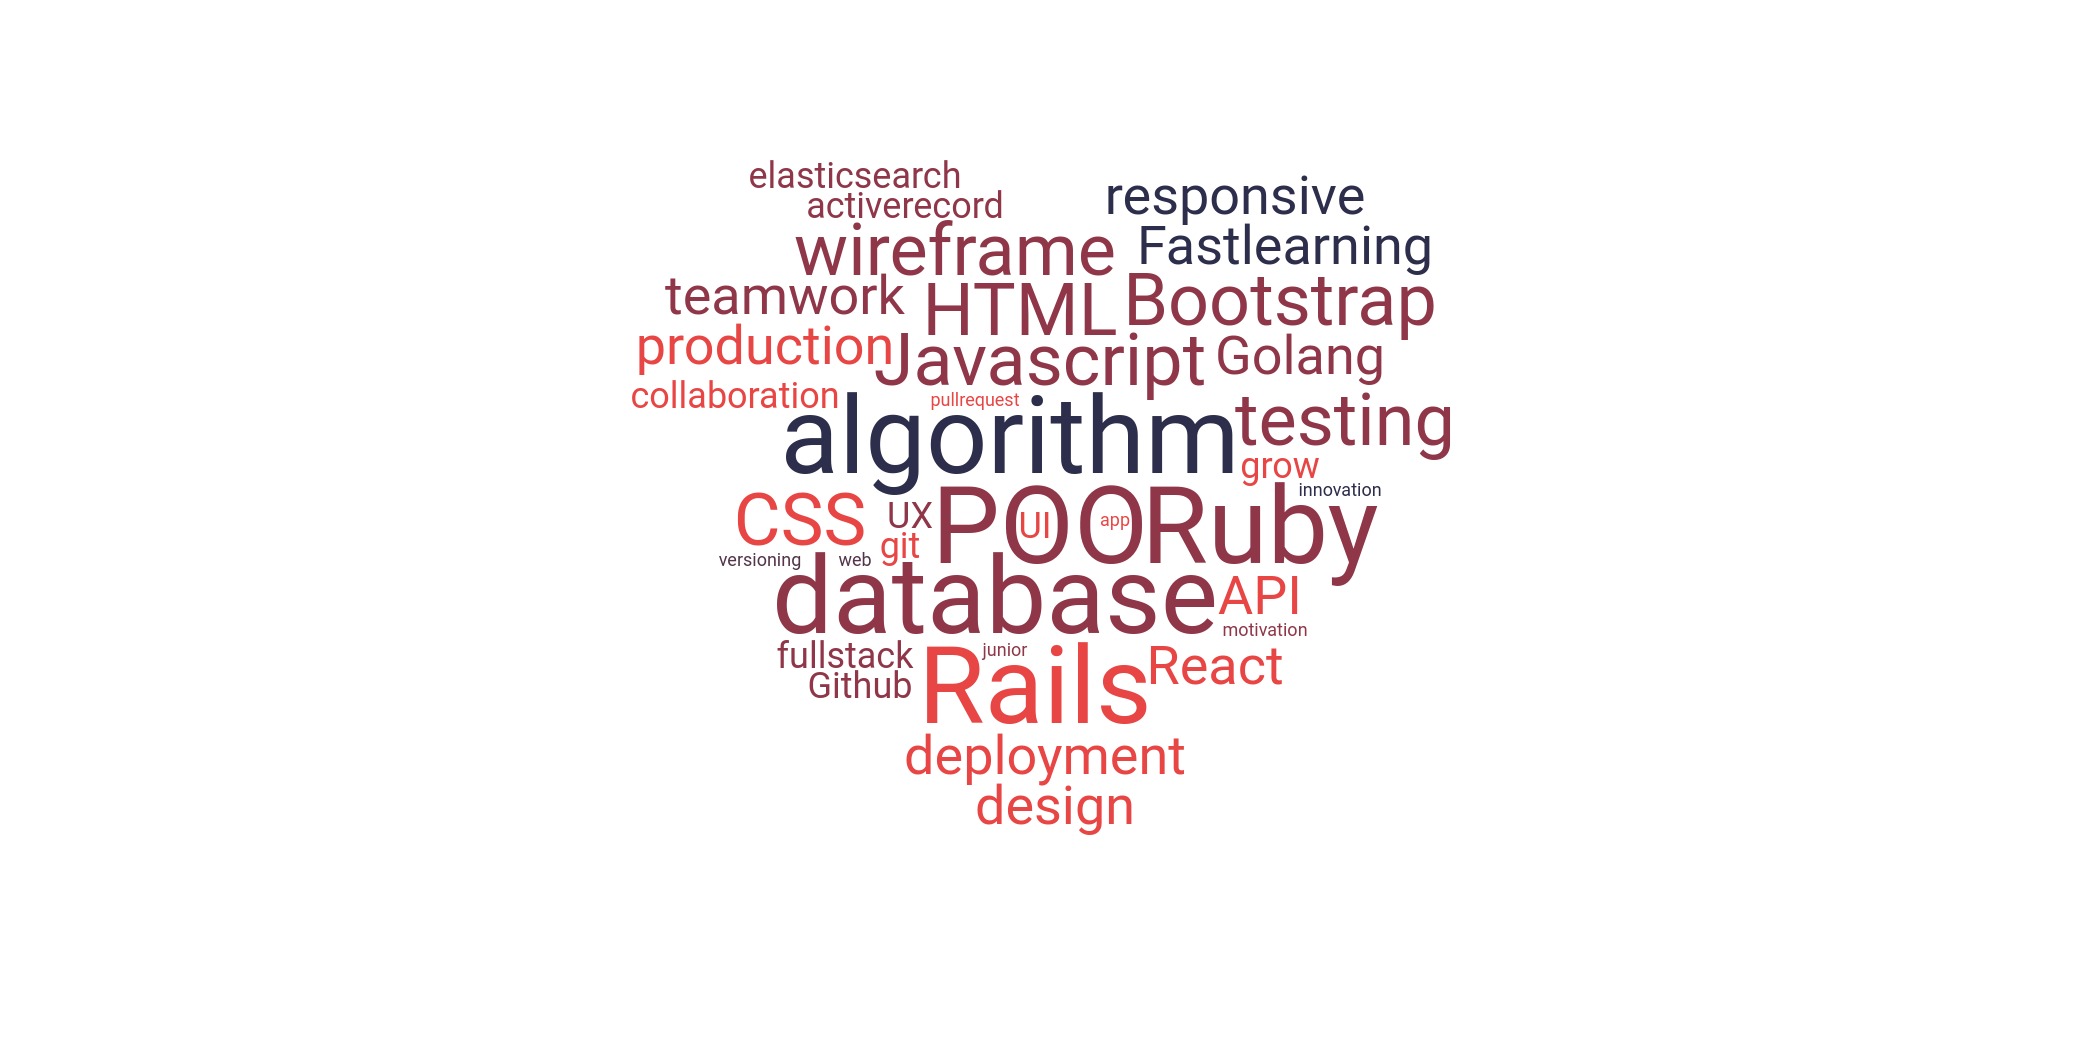 elasticsearch
activerecord
responsive
wireframe
Fastlearning
teamwork
HTML
Bootstrap
production
Javascript
Golang
collaboration
pullrequest
algorithm
testing
grow
innovation
CSS
UX
POO
UI
app
Ruby
git
versioning
web
database
API
motivation
fullstack
junior
Rails
React
Github
deployment
design